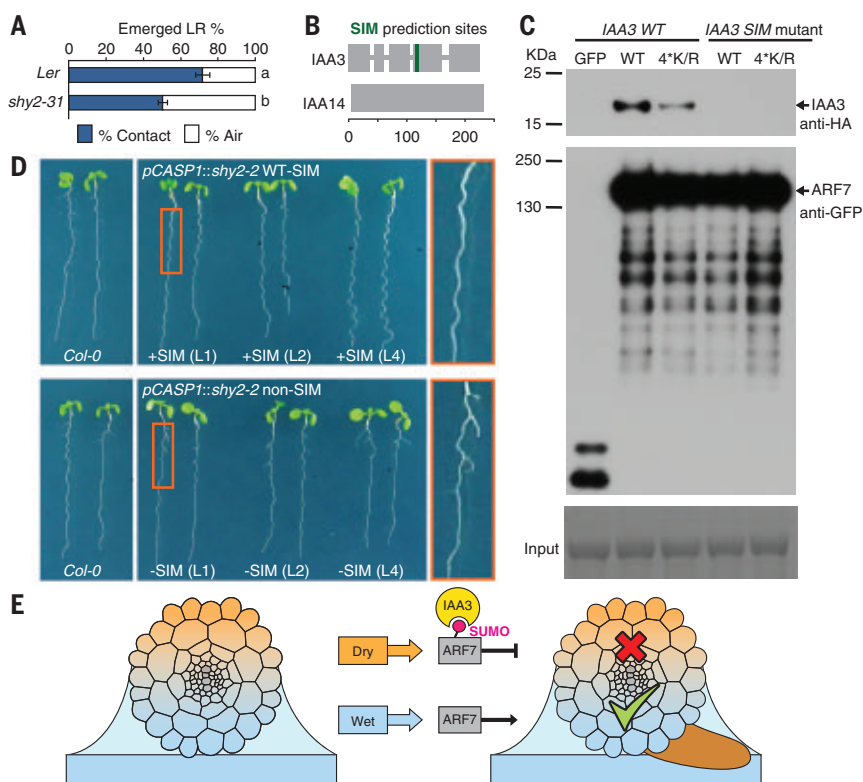 A
Emerged LR %
0 20 40 60 80 100
Ler a
shy2-31 b
% Contact % Air
B
SIM prediction sites
IAA3
IAA14
0 100 200
C
IAA3 WT IAA3 SIM mutant
KDa GFP WT 4*K/R WT 4*K/R
25
15
IAA3
anti-HA
250
130
ARF7
anti-GFP
Input
D
pCASP1::shy2-2 WT-SIM
Col-0 +SIM (L1) +SIM (L2) +SIM (L4)
pCASP1::shy2-2 non-SIM
Col-0 -SIM (L1) -SIM (L2) -SIM (L4)
E
IAA3
SUMO
Dry ARF7
Wet ARF7